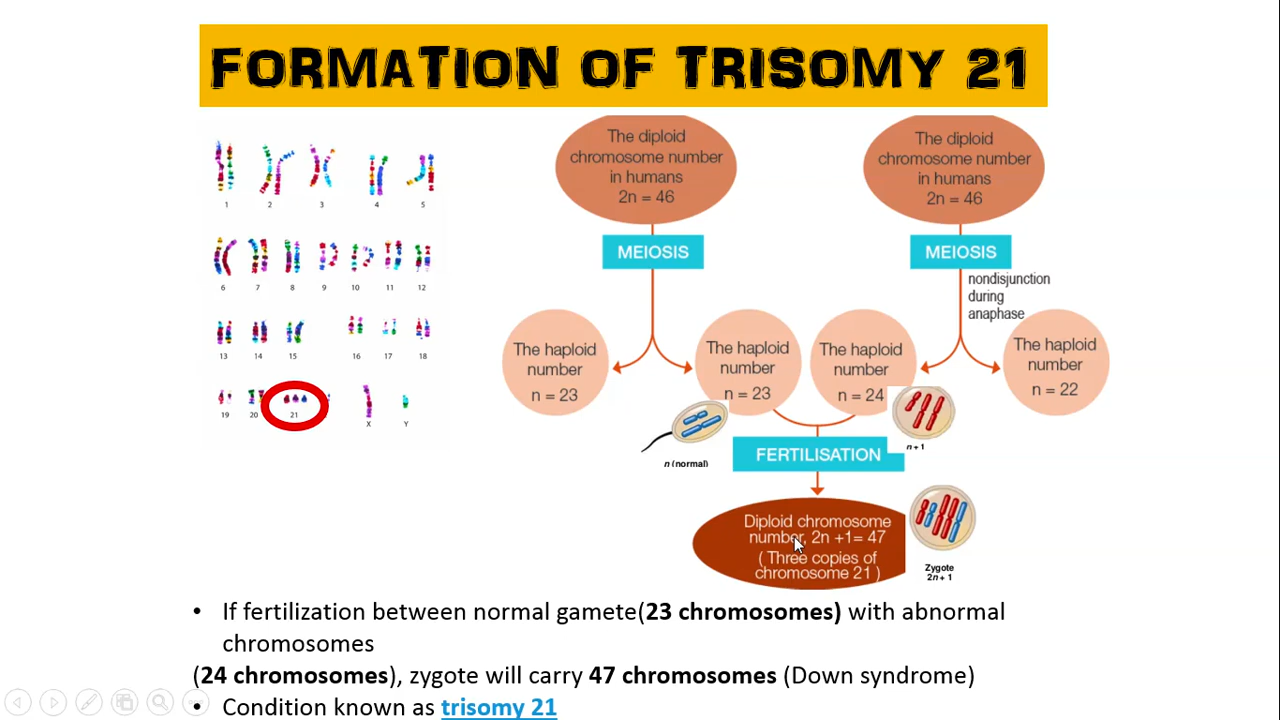 FORMATION OF TRISOMY 21
1
2
3
4
5
6
7
8
9
10
11
12
13
14
15
16
17
18
19
20
21
X
Y
The diploid
chromosome number
in humans
2n = 46
The diploid
chromosome number
in humans
2n = 46
MEIOSIS
MEIOSIS
nondisjunction
during
anaphase
The haploid
number
n = 23
The haploid
number
n = 23
The haploid
number
n = 24
The haploid
number
n = 22
n (normal)
n + 1
FERTILISATION
Diploid chromosome
number, 2n +1= 47
( Three copies of
chromosome 21 )
Zygote
2n + 1
• If fertilization between normal gamete(23 chromosomes) with abnormal
chromosomes
(24 chromosomes), zygote will carry 47 chromosomes (Down syndrome)
• Condition known as trisomy 21